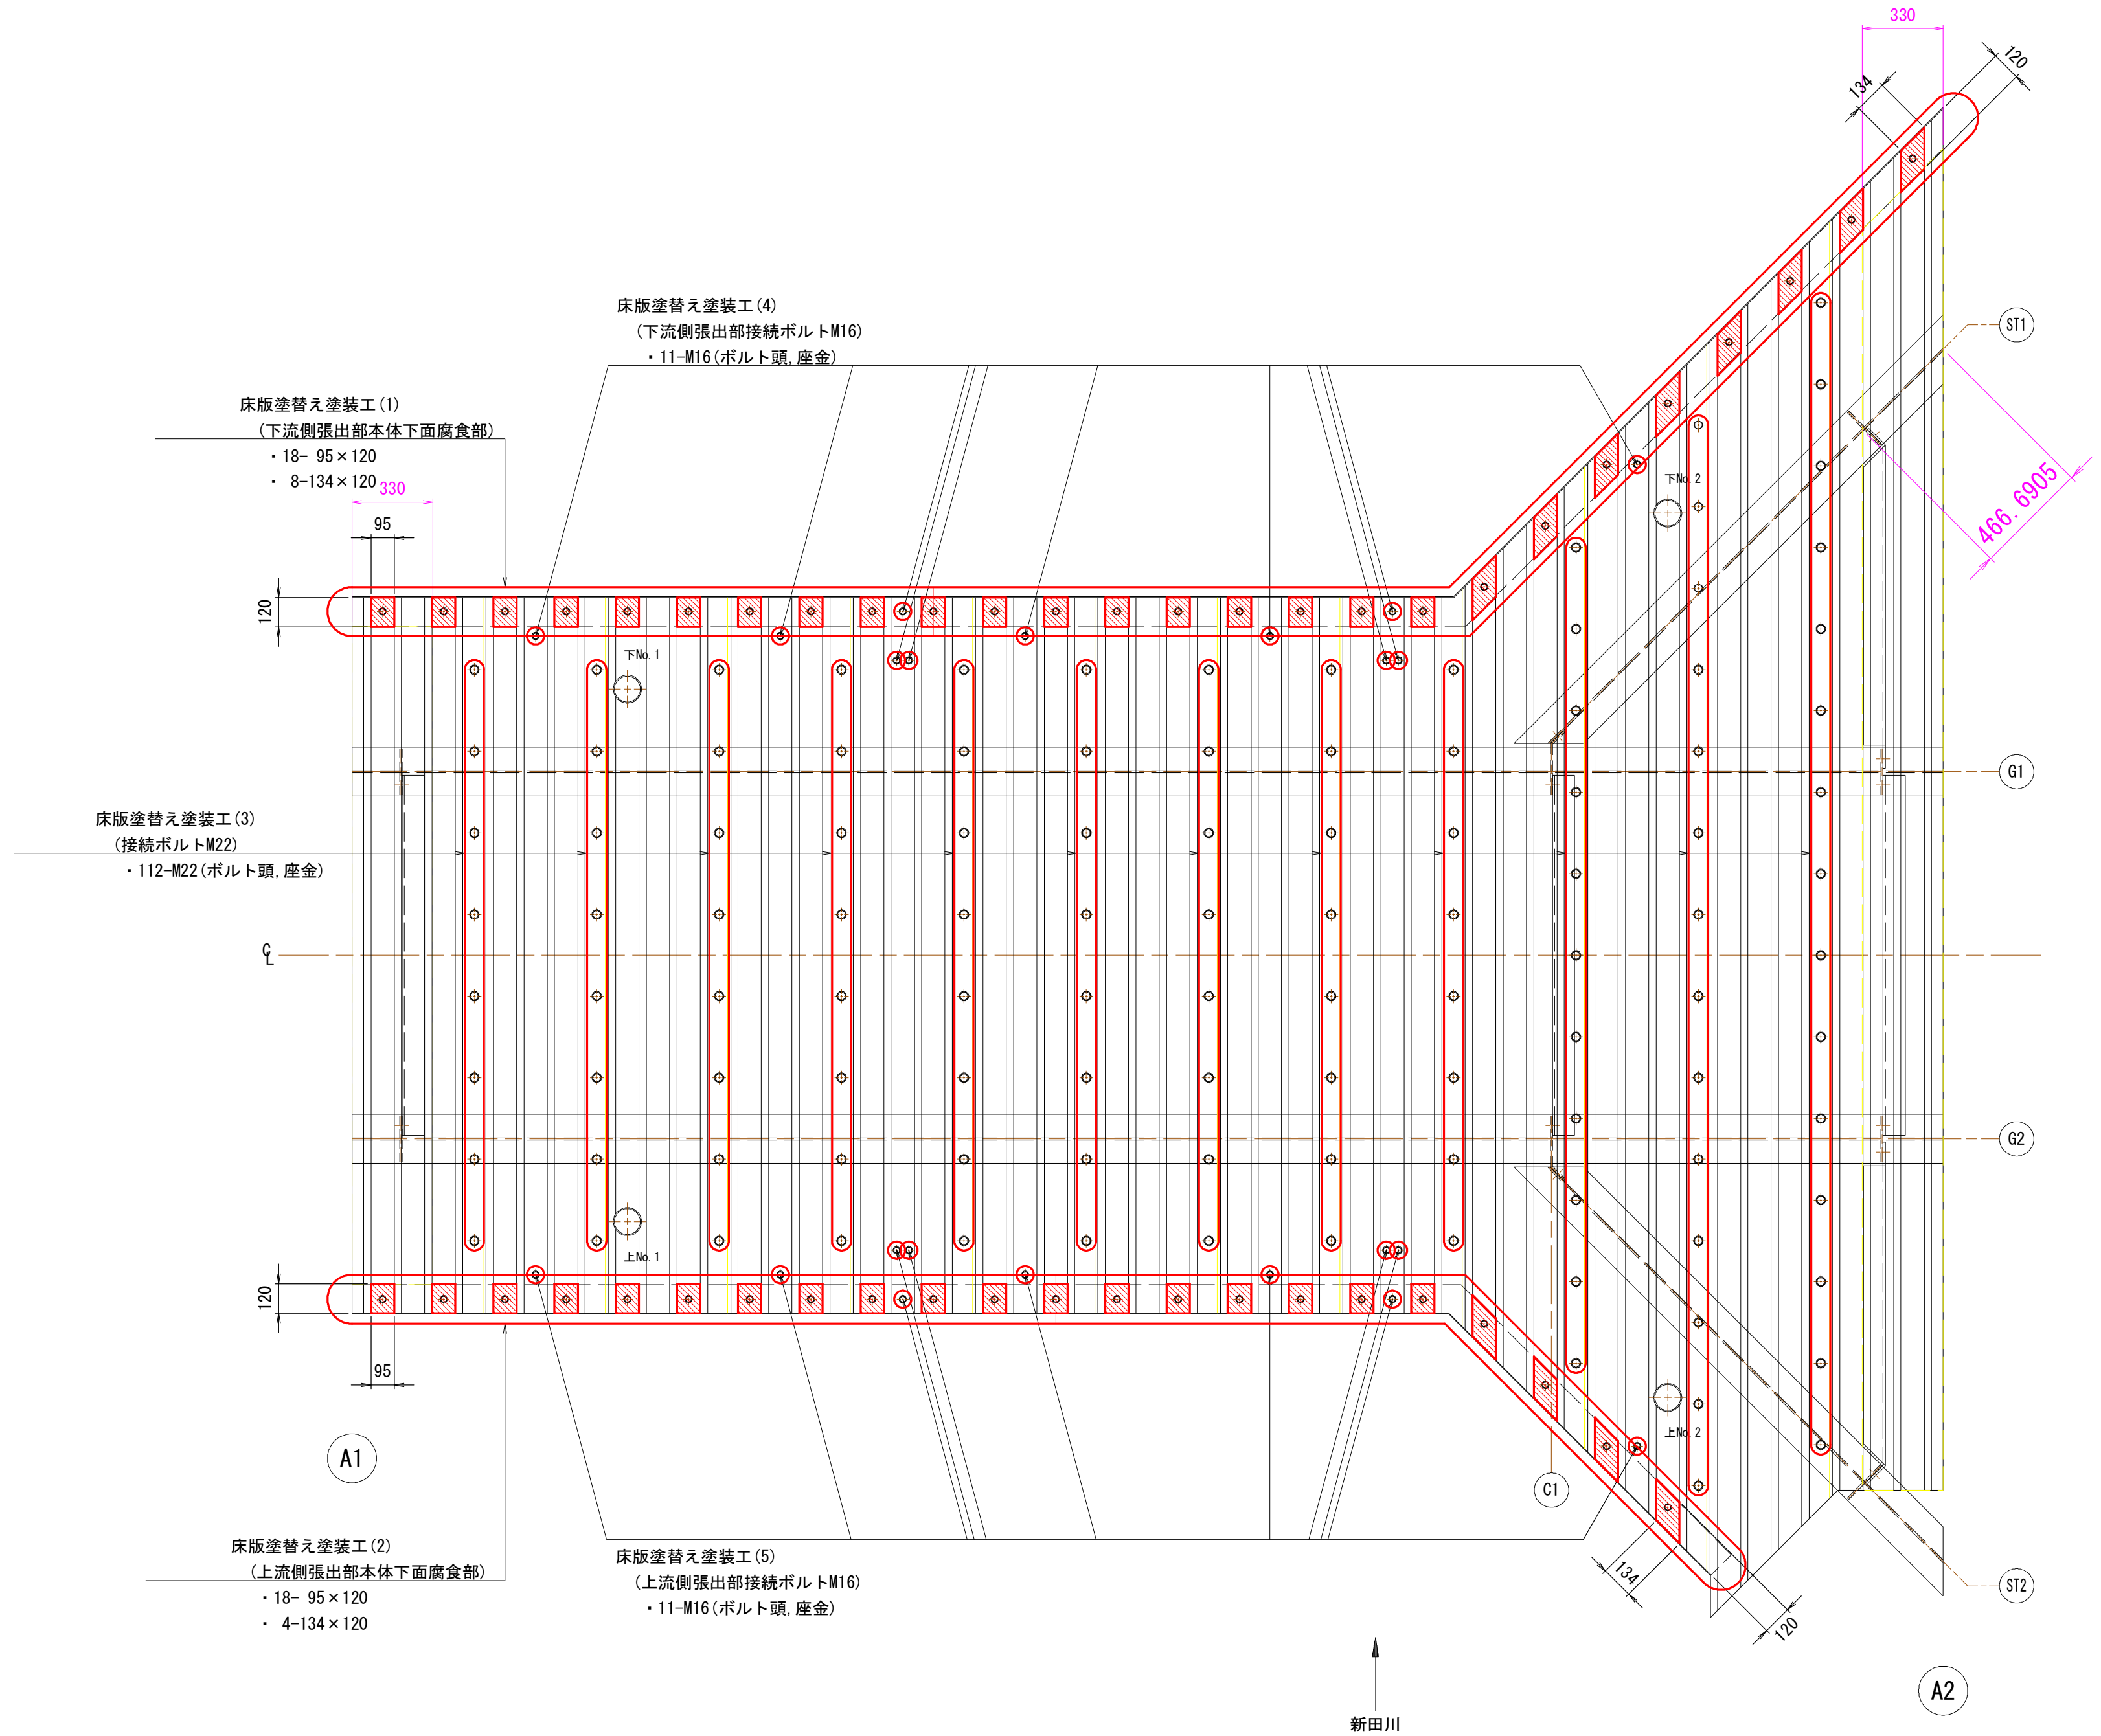 330
120
134
床版塗替え塗装工(4)
(下流側張出部接続ボルトM16)
・11-M16(ボルト頭,座金)
ST1
床版塗替え塗装工(1)
(下流側張出部本体下面腐食部)
・18- 95×120
・ 8-134×120
330
95
120
下No.2
466.6905
下No.1
G1
床版塗替え塗装工(3)
(接続ボルトM22)
・112-M22(ボルト頭,座金)
CL
G2
上No.1
120
95
上No.2
A1
C1
床版塗替え塗装工(2)
(上流側張出部本体下面腐食部)
・18- 95×120
・ 4-134×120
床版塗替え塗装工(5)
(上流側張出部接続ボルトM16)
・11-M16(ボルト頭,座金)
134
120
ST2
A2
新田川